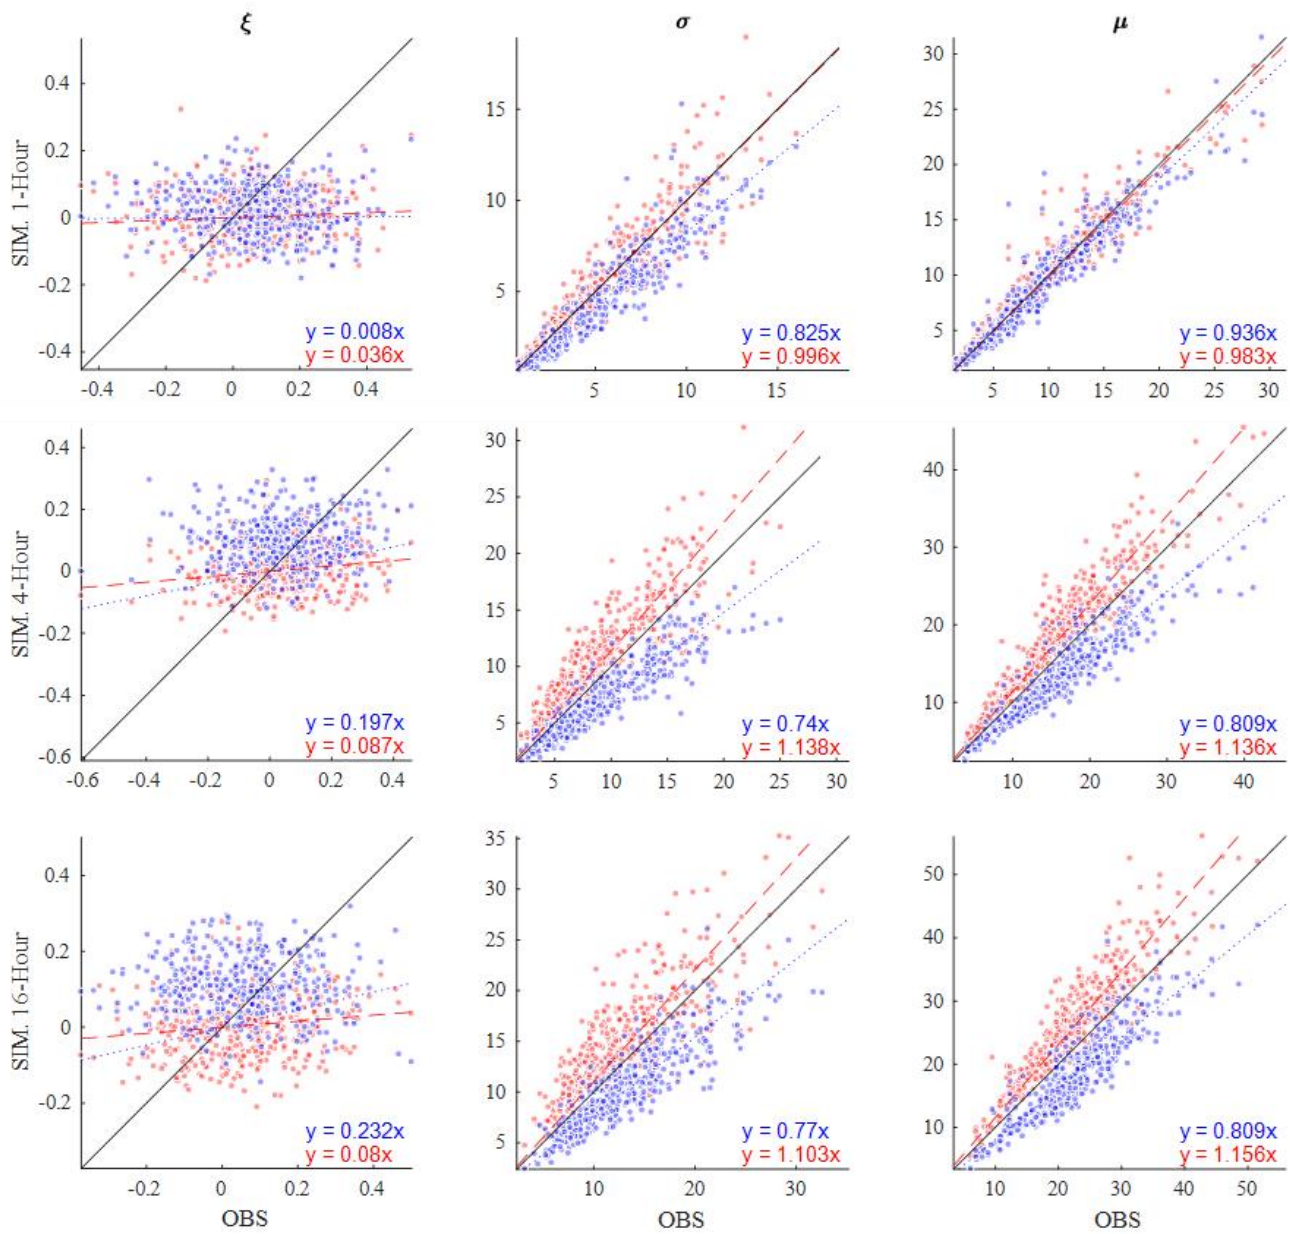 ξ
σ
μ
SIM. 1-Hour
0.4
0.2
0
-0.2
-0.4
-0.4 -0.2 0 0.2 0.4
y = 0.008x
y = 0.036x
15
10
5
5 10 15
y = 0.825x
y = 0.996x
30
25
20
15
10
5
5 10 15 20 25 30
y = 0.936x
y = 0.983x
SIM. 4-Hour
0.4
0.2
0
-0.2
-0.4
-0.6
-0.6 -0.4 -0.2 0 0.2 0.4
y = 0.197x
y = 0.087x
30
25
20
15
10
5
5 10 15 20 25 30
y = 0.74x
y = 1.138x
40
30
20
10
10 20 30 40
y = 0.809x
y = 1.136x
SIM. 16-Hour
0.4
0.2
0
-0.2
-0.2 0 0.2 0.4
y = 0.232x
y = 0.08x
OBS
35
30
25
20
15
10
5
10 20 30
y = 0.77x
y = 1.103x
OBS
50
40
30
20
10
10 20 30 40 50
y = 0.809x
y = 1.156x
OBS